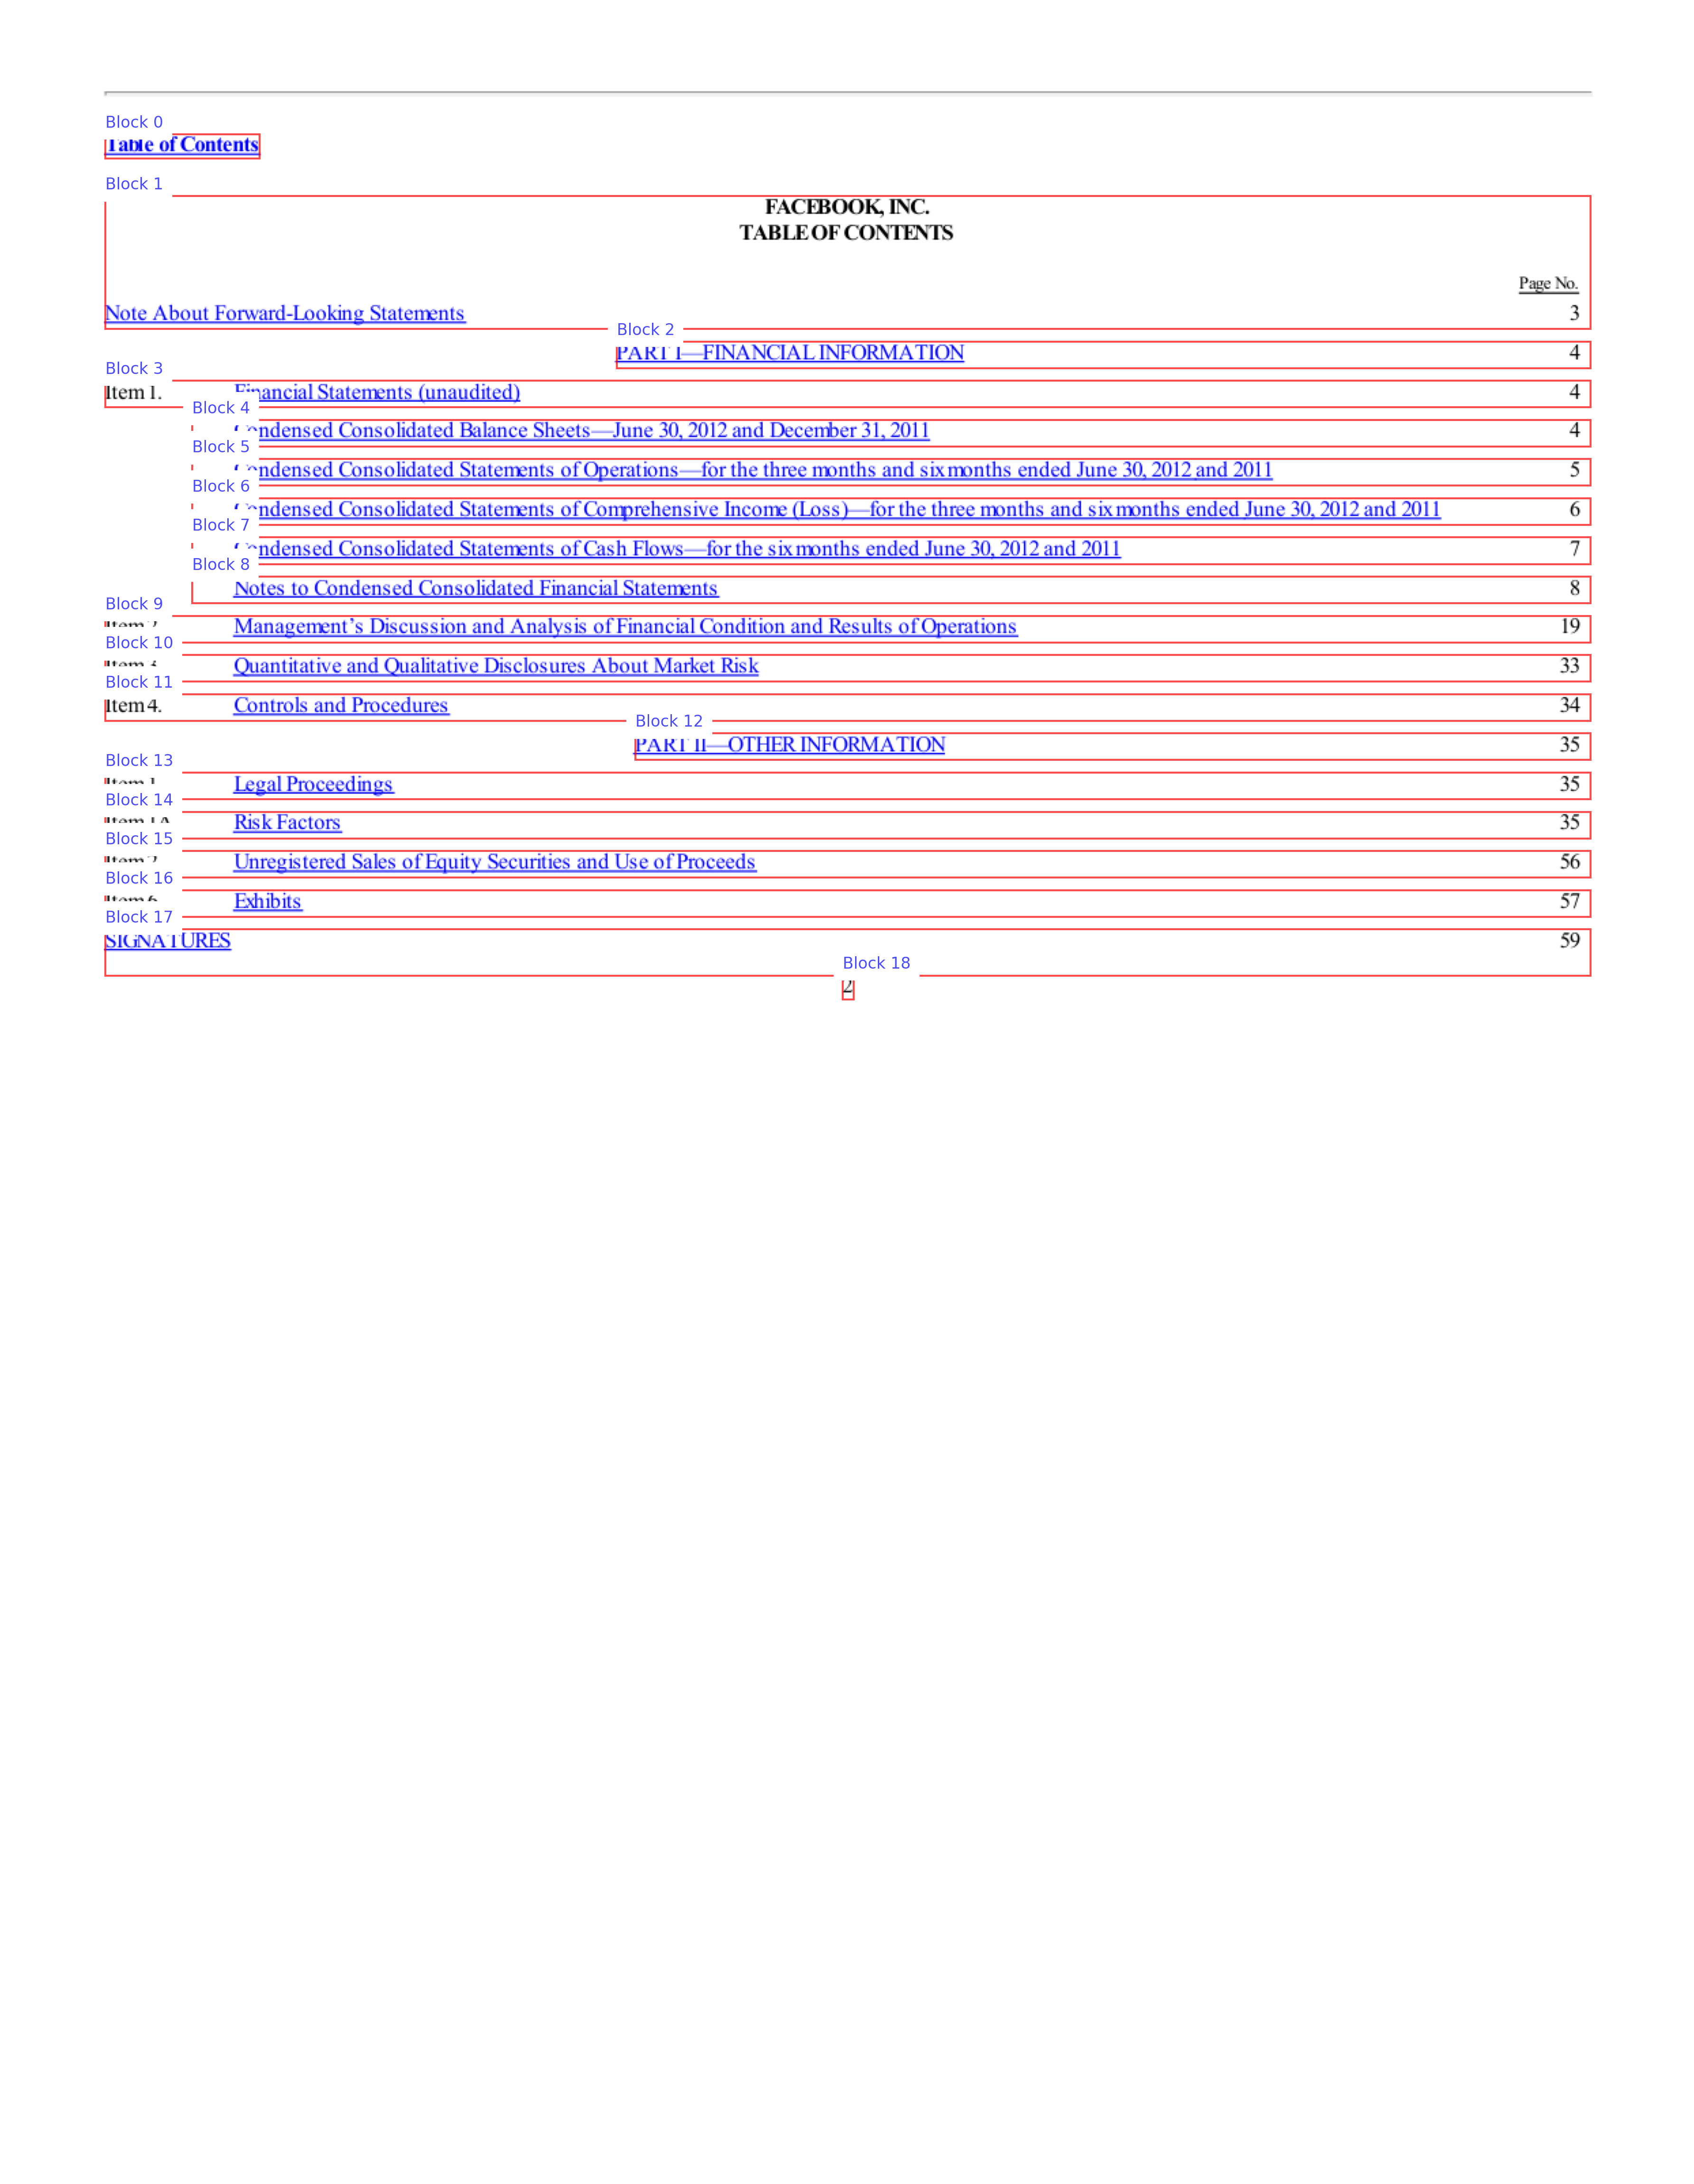 Block 0
Table of Contents
Block 1
FACEBOOK, INC.
TABLE OF CONTENTS
Page No.
Note About Forward-Looking Statements 3
Block 2
PART I—FINANCIAL INFORMATION 4
Block 3
Item 1. Financial Statements (unaudited) 4
Block 4
Condensed Consolidated Balance Sheets—June 30, 2012 and December 31, 2011 4
Block 5
Condensed Consolidated Statements of Operations—for the three months and six months ended June 30, 2012 and 2011 5
Block 6
Condensed Consolidated Statements of Comprehensive Income (Loss)—for the three months and six months ended June 30, 2012 and 2011 6
Block 7
Condensed Consolidated Statements of Cash Flows—for the six months ended June 30, 2012 and 2011 7
Block 8
Notes to Condensed Consolidated Financial Statements 8
Block 9
Item 2. Management’s Discussion and Analysis of Financial Condition and Results of Operations 19
Block 10
Item 3. Quantitative and Qualitative Disclosures About Market Risk 33
Block 11
Item 4. Controls and Procedures 34
Block 12
PART II—OTHER INFORMATION 35
Block 13
Item 1. Legal Proceedings 35
Block 14
Item 1A. Risk Factors 35
Block 15
Item 2. Unregistered Sales of Equity Securities and Use of Proceeds 56
Block 16
Item 6. Exhibits 57
Block 17
SIGNATURES 59
Block 18
2